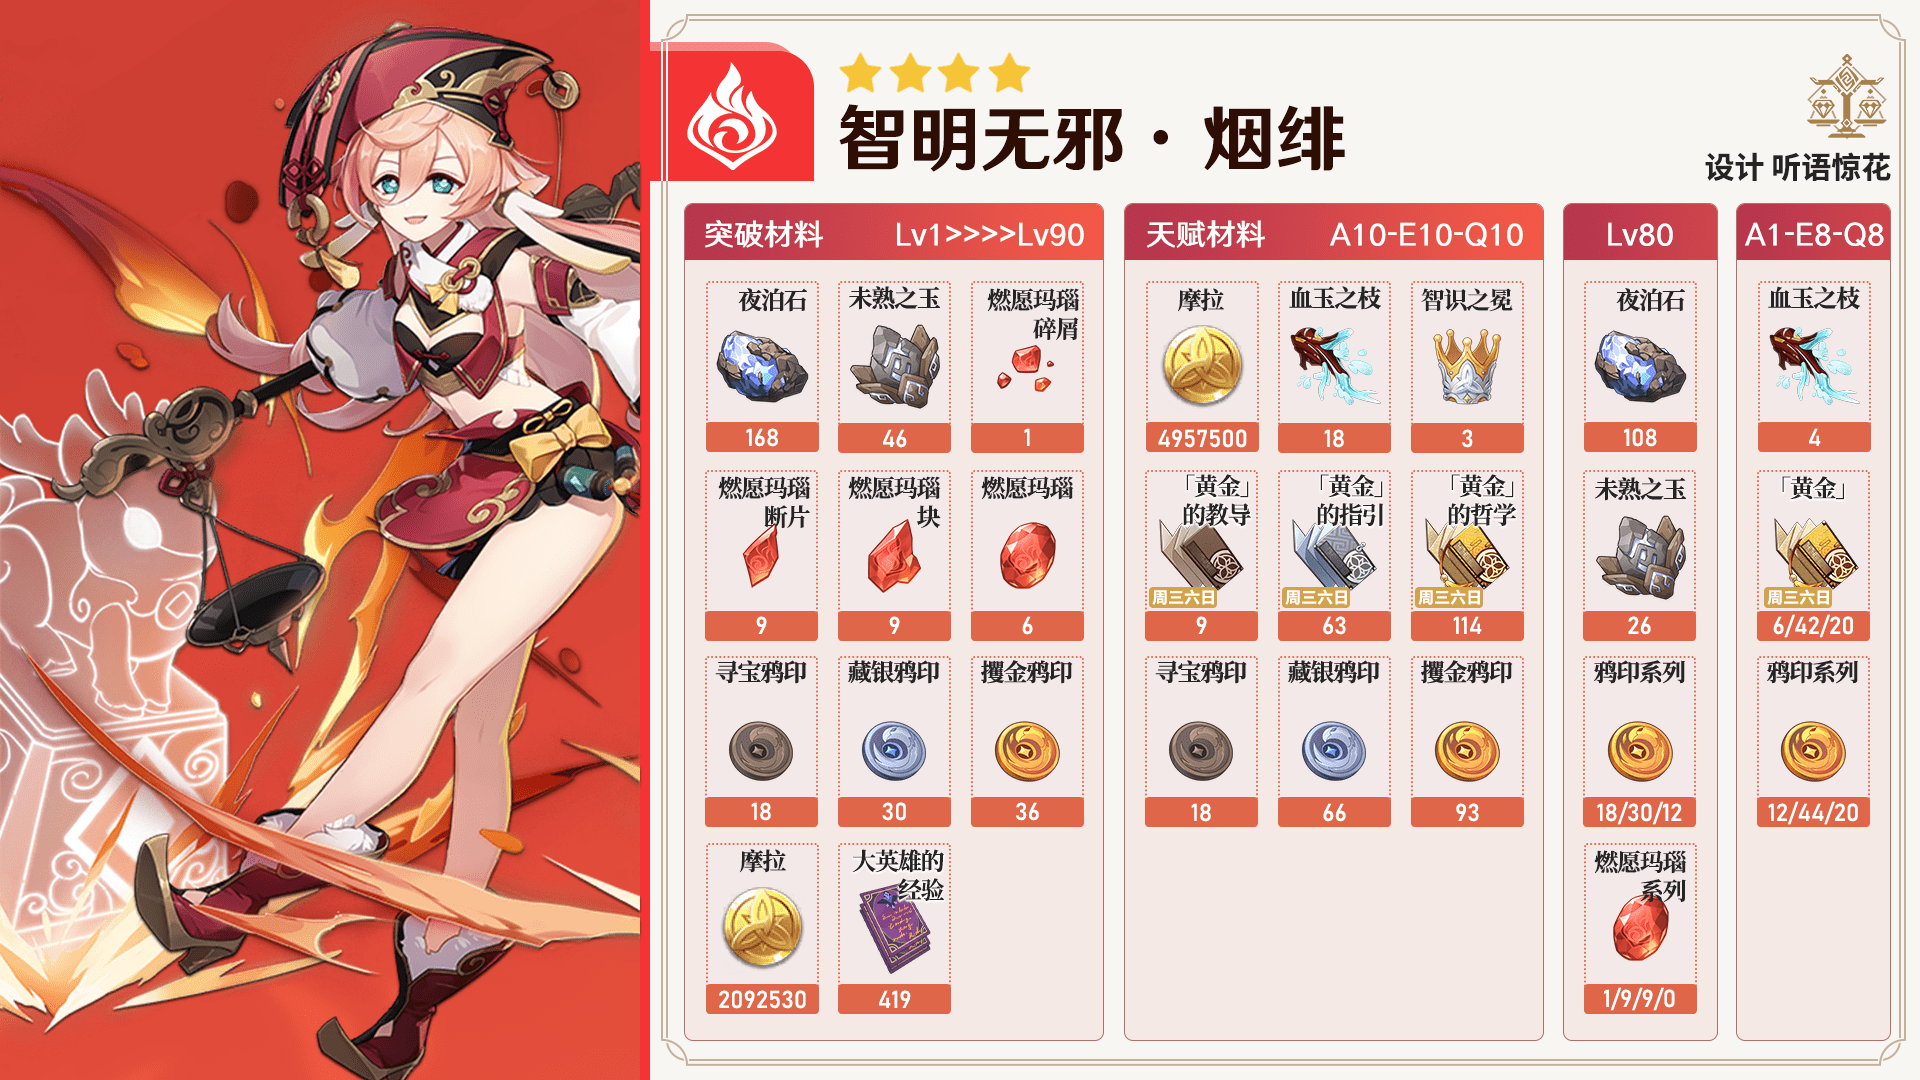 智明无邪·烟绯
设计 听语惊花
突破材料 Lv1>>>>Lv90
夜泊石
168
未熟之玉
46
燃愿玛瑙
碎屑
1
燃愿玛瑙
断片
9
燃愿玛瑙
块
9
燃愿玛瑙
6
寻宝鸦印
18
藏银鸦印
30
攫金鸦印
36
摩拉
2092530
大英雄的
经验
419
天赋材料 A10-E10-Q10
摩拉
4957500
血玉之枝
18
智识之冕
3
「黄金」
的教导
周三六日
9
「黄金」
的指引
周三六日
63
「黄金」
的哲学
周三六日
114
寻宝鸦印
18
藏银鸦印
66
攫金鸦印
93
Lv80
夜泊石
108
未熟之玉
26
鸦印系列
18/30/12
燃愿玛瑙
系列
1/9/9/0
A1-E8-Q8
血玉之枝
4
「黄金」
周三六日
6/42/20
鸦印系列
12/44/20